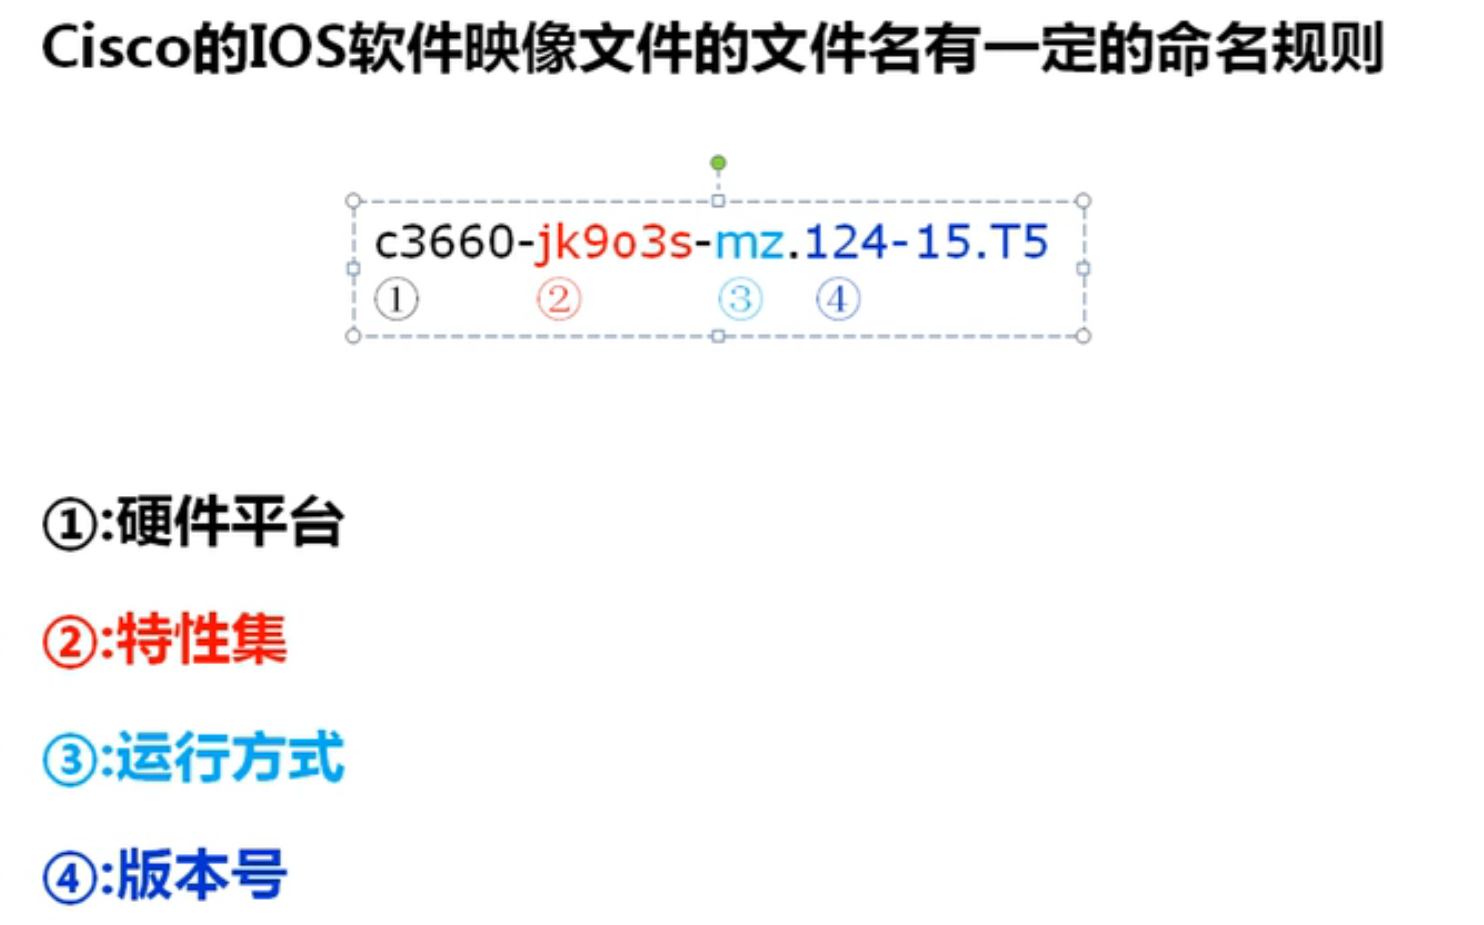 Cisco的IOS软件映像文件的文件名有一定的命名规则
c3660-jk9o3s-mz.124-15.T5
① ② ③ ④
①:硬件平台
②:特性集
③:运行方式
④:版本号